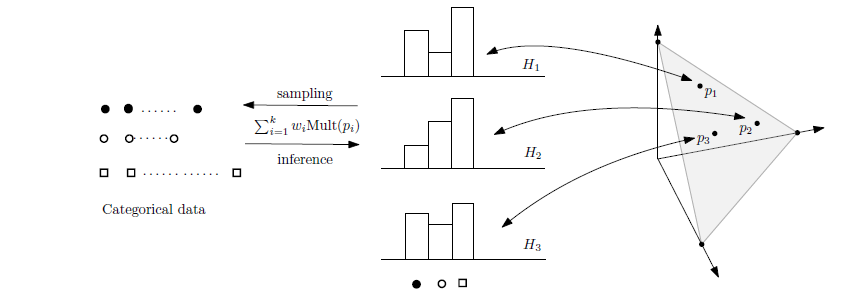 sampling
$\sum_{i=1}^{k} w_i \mathrm{Mult}(p_i)$
inference
Categorical data
$H_1$
$H_2$
$H_3$
$p_1$
$p_2$
$p_3$